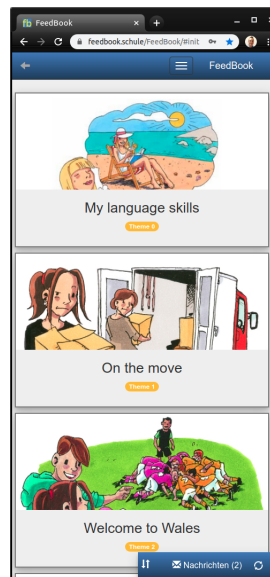 FeedBook
feedbook.schule/FeedBook/#init
FeedBook
My language skills
Theme 0
On the move
Theme 1
Welcome to Wales
Theme 2
Nachrichten (2)